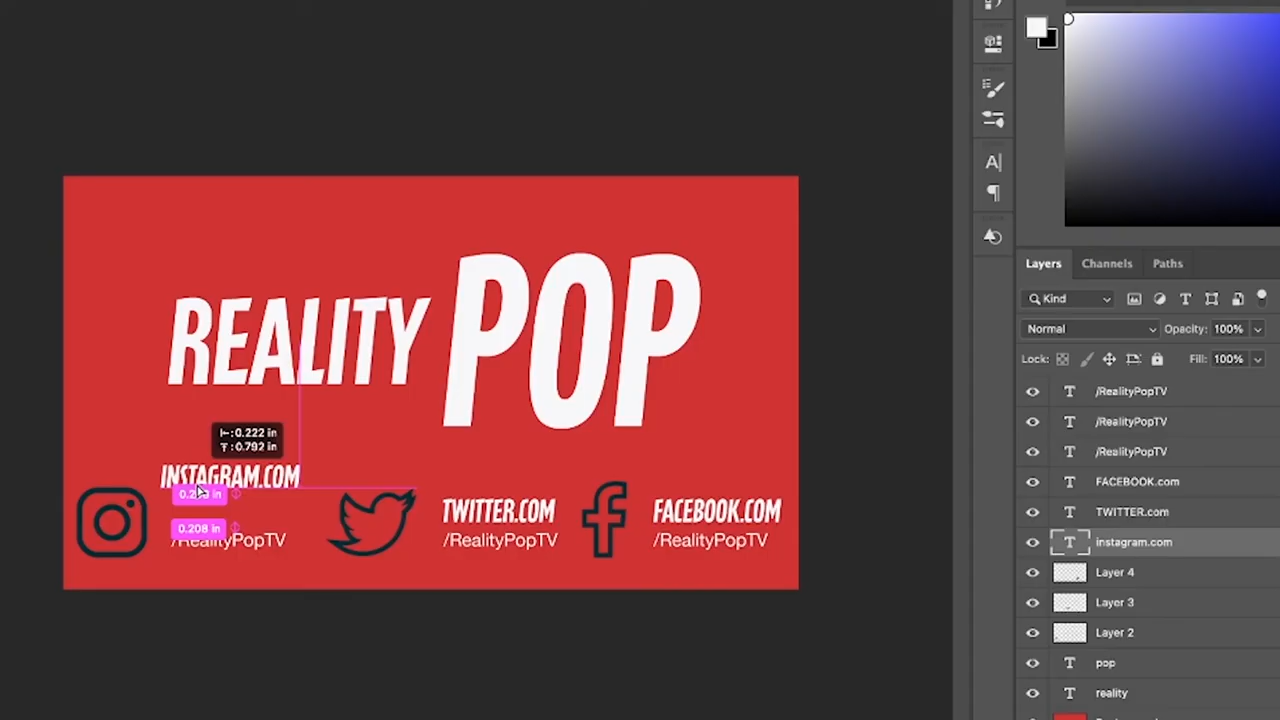 REALITY POP
⊢: 0.222 in
⊤: 0.792 in
INSTAGRAM.COM
0.208 in
/RealityPopTV
TWITTER.COM
/RealityPopTV
FACEBOOK.COM
/RealityPopTV
Layers Channels Paths
Kind
Normal Opacity: 100%
Lock: Fill: 100%
/RealityPopTV
/RealityPopTV
/RealityPopTV
FACEBOOK.com
TWITTER.com
instagram.com
Layer 4
Layer 3
Layer 2
pop
reality